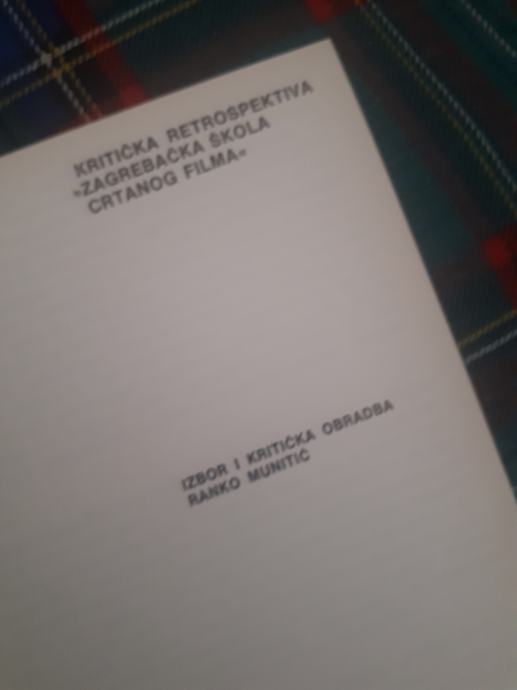 KRITIČKA RETROSPEKTIVA
»ZAGREBAČKA ŠKOLA
CRTANOG FILMA«
IZBOR I KRITIČKA OBRADBA
RANKO MUNITIĆ